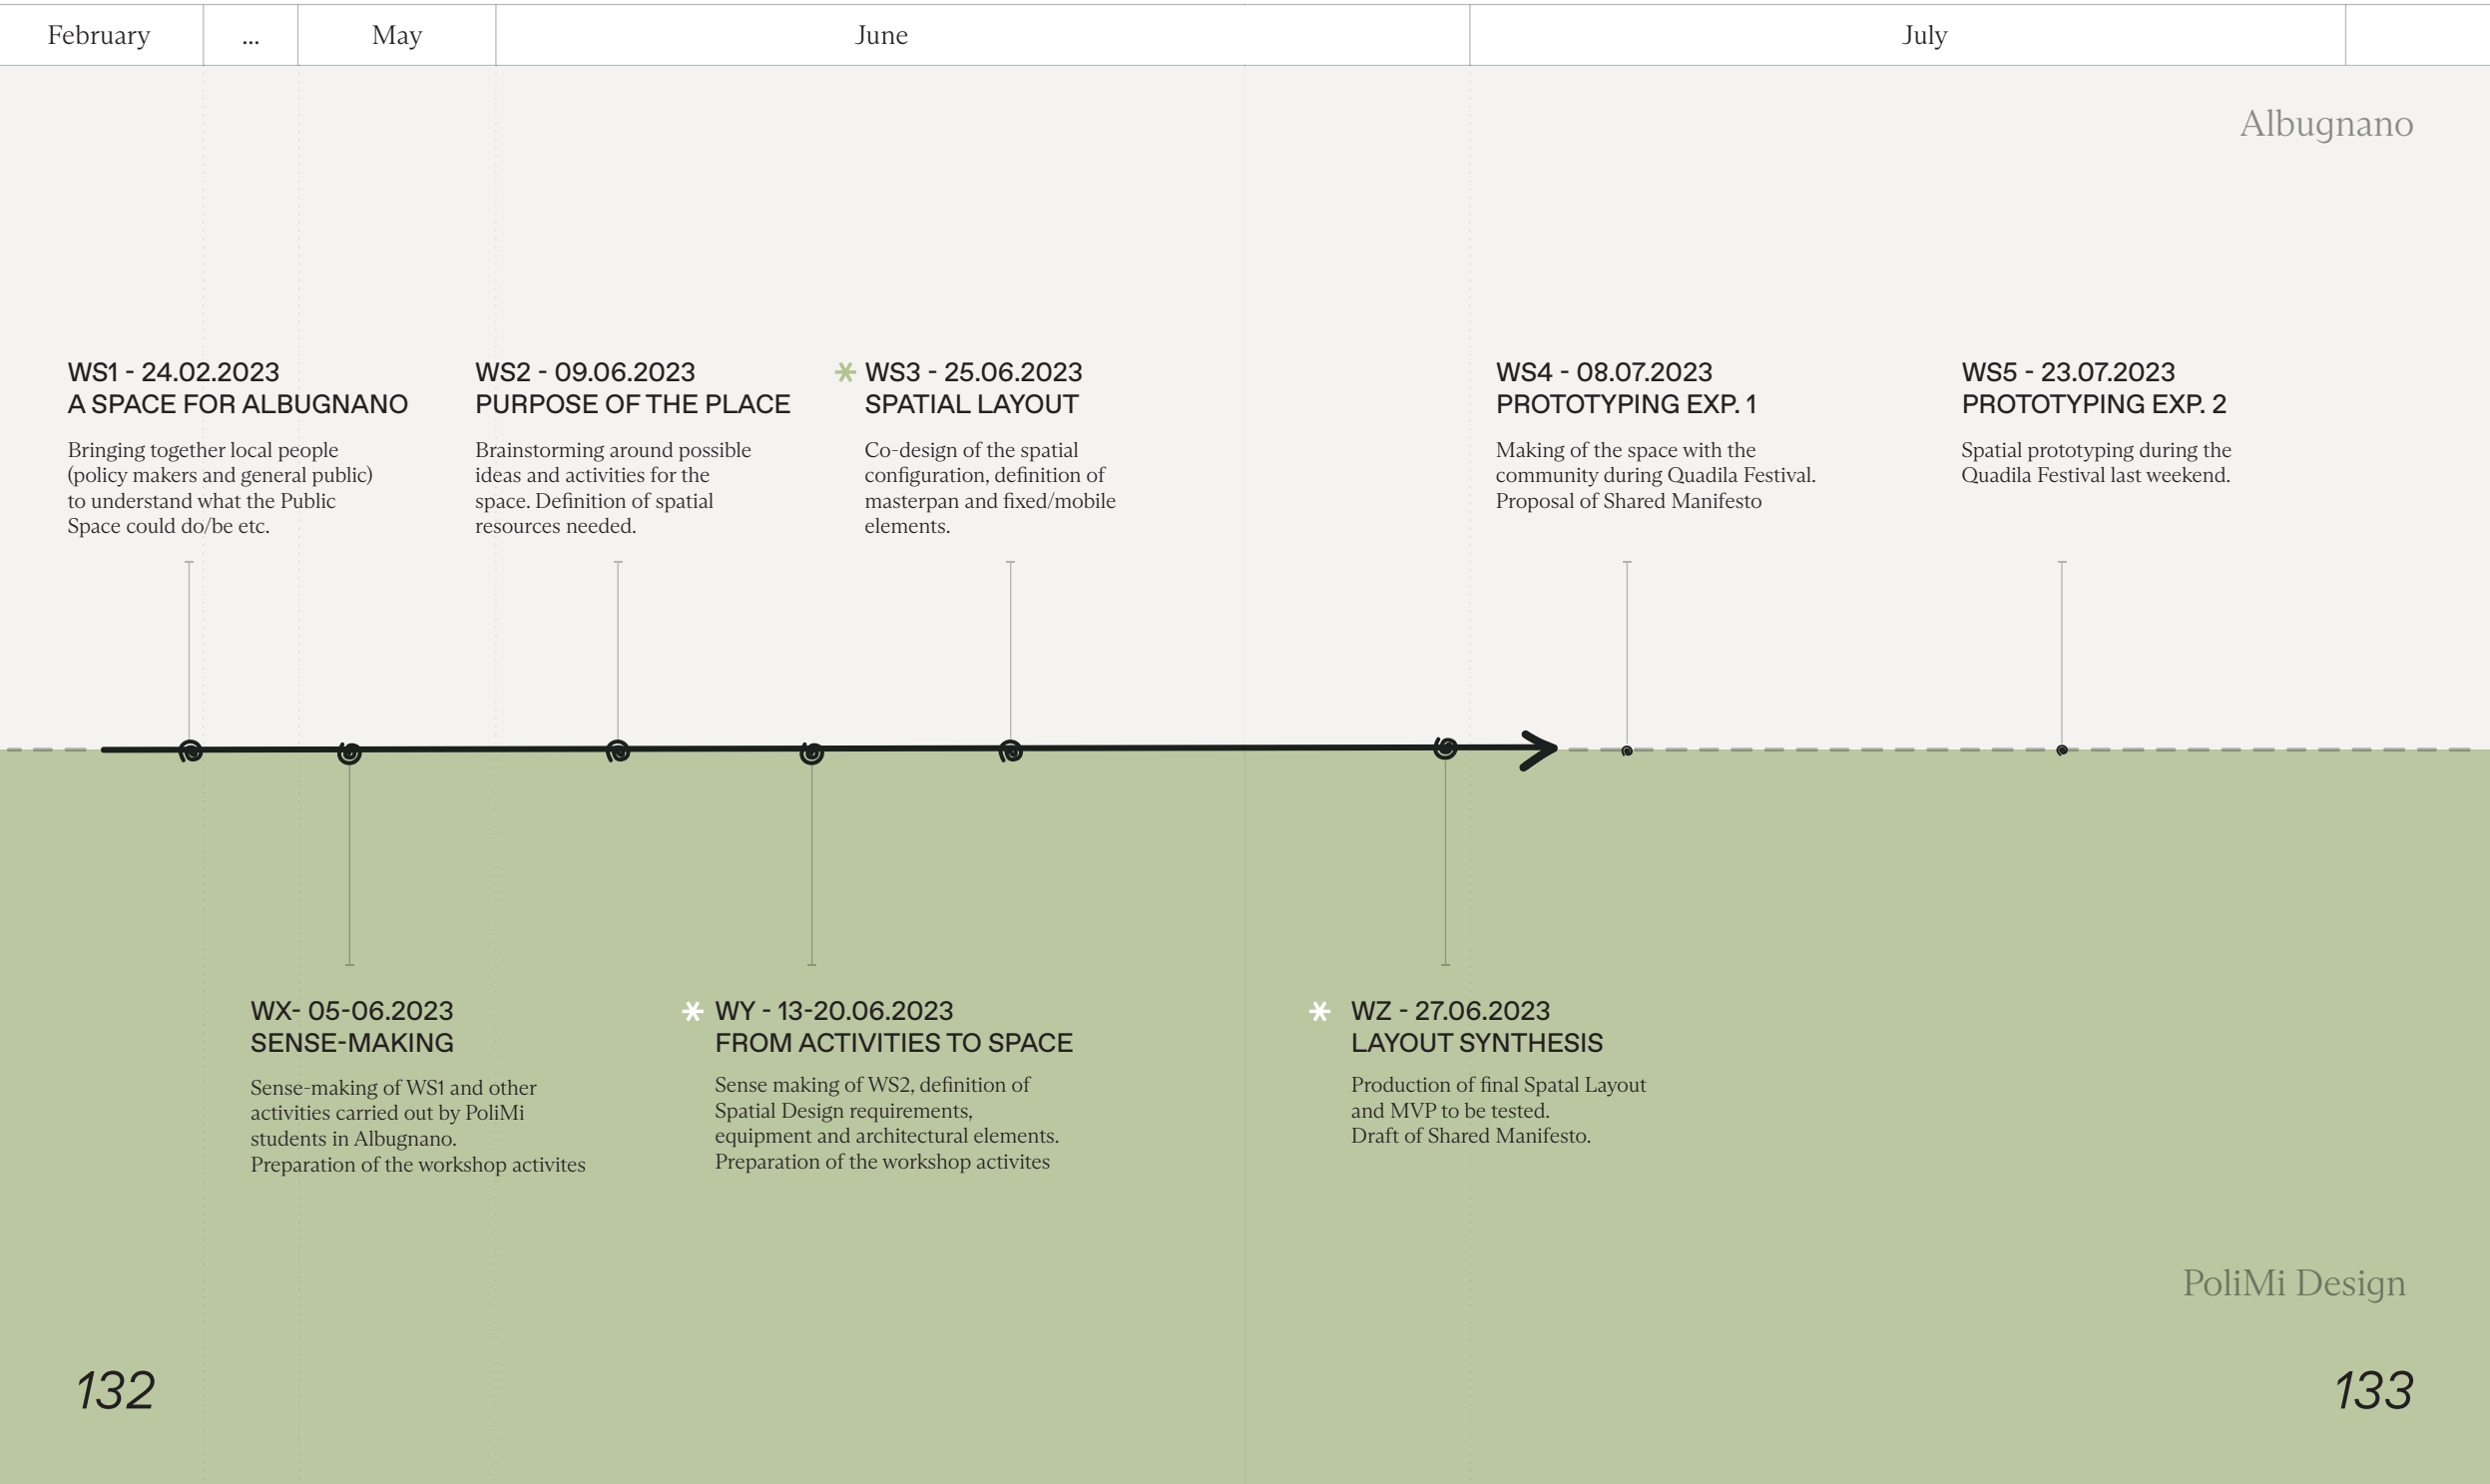 February
...
May
June
July
Albugnano
WS1 - 24.02.2023
A SPACE FOR ALBUGNANO
Bringing together local people
(policy makers and general public)
to understand what the Public
Space could do/be etc.
WS2 - 09.06.2023
PURPOSE OF THE PLACE
Brainstorming around possible
ideas and activities for the
space. Definition of spatial
resources needed.
WS3 - 25.06.2023
SPATIAL LAYOUT
Co-design of the spatial
configuration, definition of
masterpan and fixed/mobile
elements.
WS4 - 08.07.2023
PROTOTYPING EXP. 1
Making of the space with the
community during Quadila Festival.
Proposal of Shared Manifesto
WS5 - 23.07.2023
PROTOTYPING EXP. 2
Spatial prototyping during the
Quadila Festival last weekend.
WX- 05-06.2023
SENSE-MAKING
Sense-making of WS1 and other
activities carried out by PoliMi
students in Albugnano.
Preparation of the workshop activites
WY - 13-20.06.2023
FROM ACTIVITIES TO SPACE
Sense making of WS2, definition of
Spatial Design requirements,
equipment and architectural elements.
Preparation of the workshop activites
WZ - 27.06.2023
LAYOUT SYNTHESIS
Production of final Spatal Layout
and MVP to be tested.
Draft of Shared Manifesto.
PoliMi Design
132
133